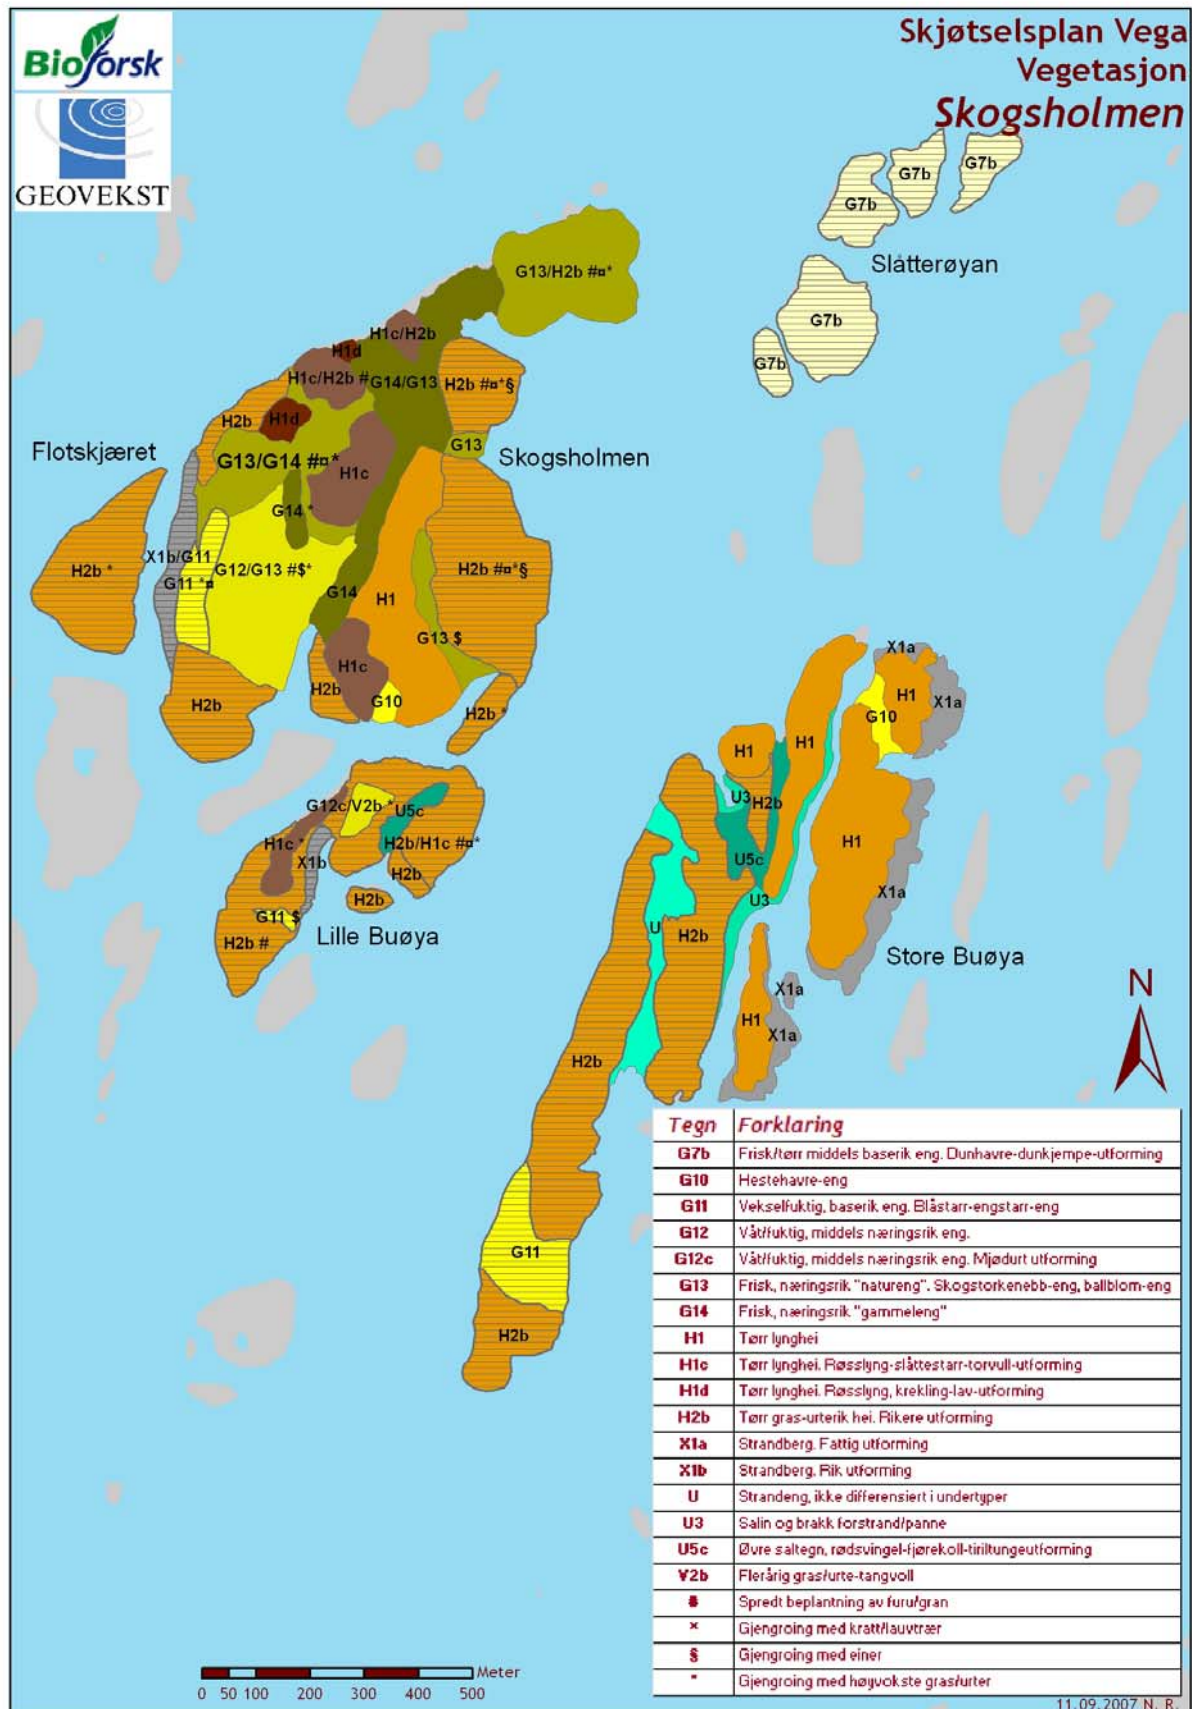 Bioforsk
GEOVEKST
Skjøtselsplan Vega
Vegetasjon
Skogsholmen
G7b
G7b
G7b
Slåtterøyan
G7b
G7b
G13/H2b #¤*
H1c/H2b
H1d
H1c/H2b #
G14/G13
H2b #¤*§
H2b
H1d
G13
Flotskjæret
Skogsholmen
G13/G14 #¤*
H1c
G14 *
X1b/G11
H2b *
G11 *¤
G12/G13 #$*
H2b #¤*§
G14
H1
G13 $
H1c
H2b
G10
H2b
H2b *
X1a
H1
X1a
G10
H1
H1
G12c/V2b *
U5c
U3
H2b
H1c *
X1b
H2b/H1c #¤*
H2b
U5c
H1
H2b
U3
X1a
G11 $
H2b #
Lille Buøya
U
H2b
Store Buøya
X1a
N
H1
X1a
H2b
G11
H2b
Tegn Forklaring
G7b Frisk/tørr middels baserik eng. Dunhavre-dunkjempe-utforming
G10 Hestehavre-eng
G11 Vekselfuktig, baserik eng. Blåstarr-engstarr-eng
G12 Våt/fuktig, middels næringsrik eng.
G12c Våt/fuktig, middels næringsrik eng. Mjødurt utforming
G13 Frisk, næringsrik "natureng". Skogstorkenebb-eng, ballblom-eng
G14 Frisk, næringsrik "gammeleng"
H1 Tørr lynghei
H1c Tørr lynghei. Røsslyng-slåttestarr-torvull-utforming
H1d Tørr lynghei. Røsslyng, krekling-lav-utforming
H2b Tørr gras-urterik hei. Rikere utforming
X1a Strandberg. Fattig utforming
X1b Strandberg. Rik utforming
U Strandeng, ikke differensiert i undertyper
U3 Salin og brakk forstrand/panne
U5c Øvre saltegn, rødsvingel-fjørekoll-tiriltungeutforming
V2b Flerårig gras/urte-tangvoll
# Spredt beplantning av furu/gran
¤ Gjengroing med kratt/lauvtrær
§ Gjengroing med einer
* Gjengroing med høyvokste gras/urter
Meter
0 50 100 200 300 400 500
11.09.2007 N. R.